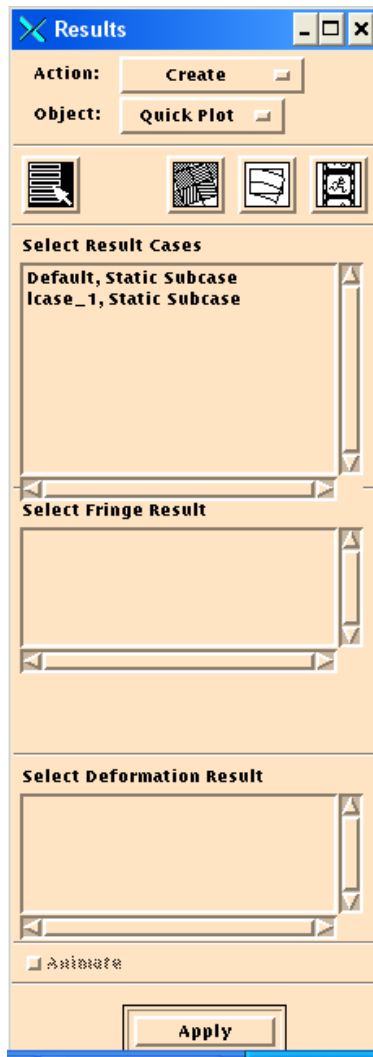 Results
Action: Create
Object: Quick Plot
Select Result Cases
Default, Static Subcase
lcase_1, Static Subcase
Select Fringe Result
Select Deformation Result
Animate
Apply